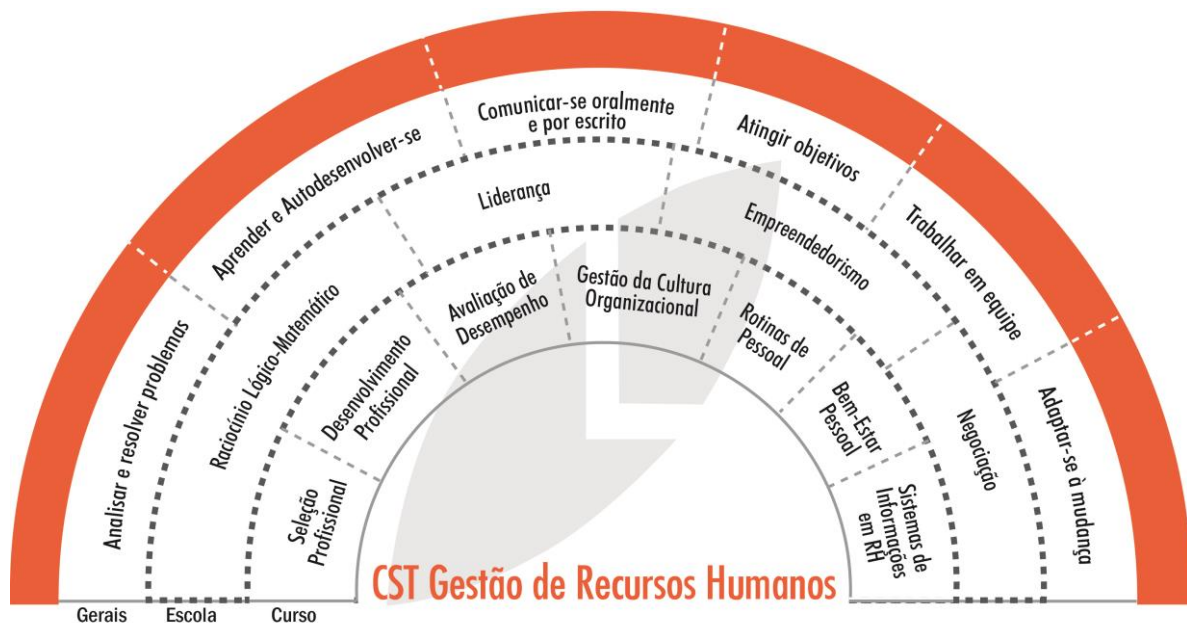 Analisar e resolver problemas
Aprender e Autodesenvolver-se
Comunicar-se oralmente
e por escrito
Atingir objetivos
Trabalhar em equipe
Adaptar-se à mudança
Raciocínio Lógico-Matemático
Liderança
Empreendedorismo
Negociação
Seleção
Profissional
Desenvolvimento
Profissional
Avaliação de
Desempenho
Gestão da Cultura
Organizacional
Rotinas de
Pessoal
Bem-Estar
Pessoal
Sistemas de
Informações
em RH
CST Gestão de Recursos Humanos
Gerais
Escola
Curso